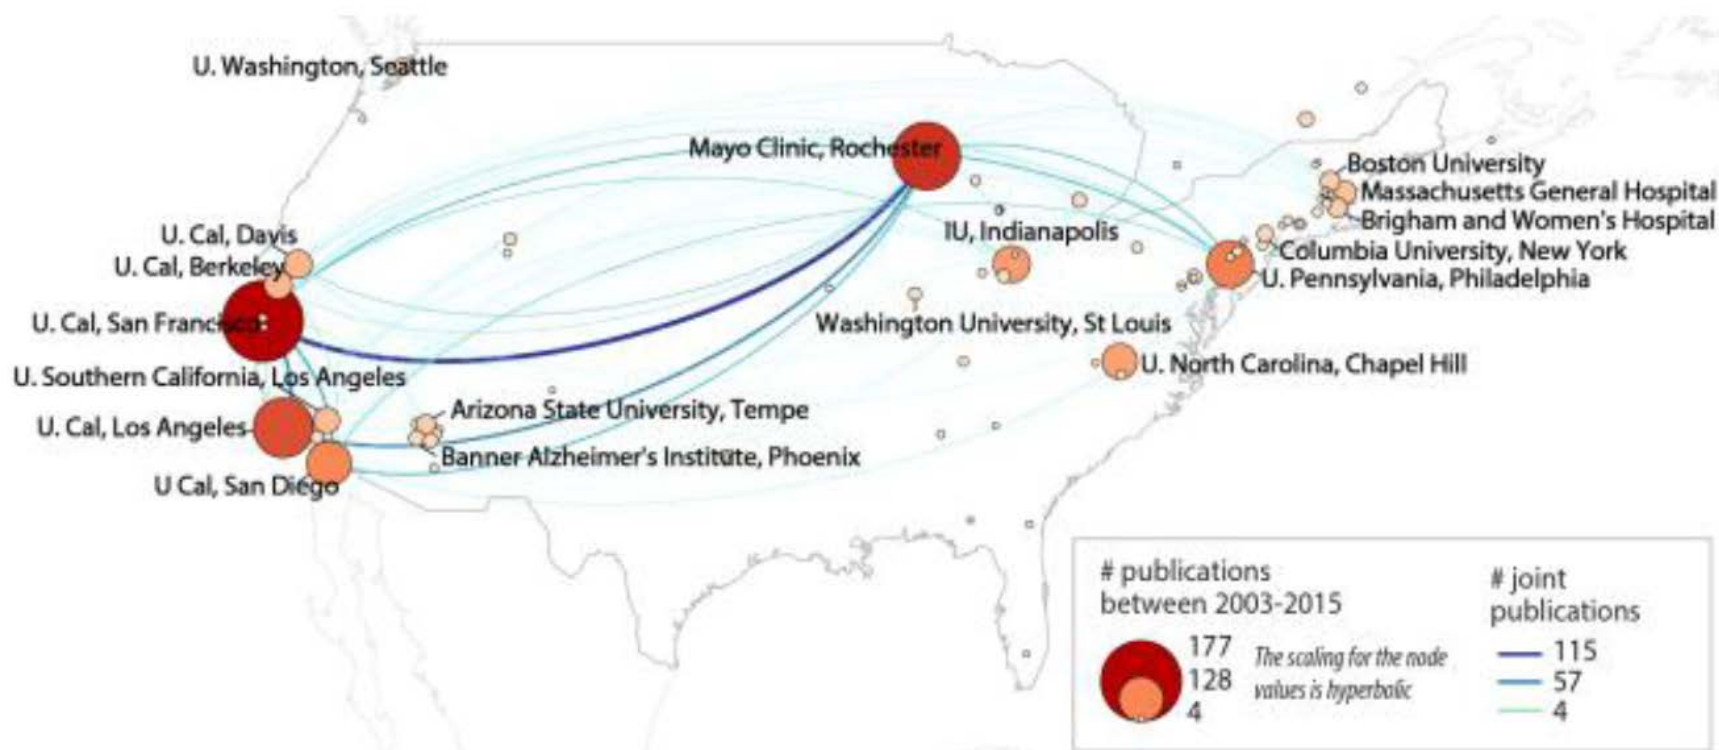 U. Washington, Seattle
Mayo Clinic, Rochester
Boston University
Massachusetts General Hospital
Brigham and Women's Hospital
U. Cal, Davis
IU, Indianapolis
Columbia University, New York
U. Cal, Berkeley
U. Pennsylvania, Philadelphia
U. Cal, San Francisco
Washington University, St Louis
U. North Carolina, Chapel Hill
U. Southern California, Los Angeles
Arizona State University, Tempe
U. Cal, Los Angeles
Banner Alzheimer's Institute, Phoenix
U Cal, San Diego
# publications
between 2003-2015
177
128
4
The scaling for the node
values is hyperbolic
# joint
publications
115
57
4